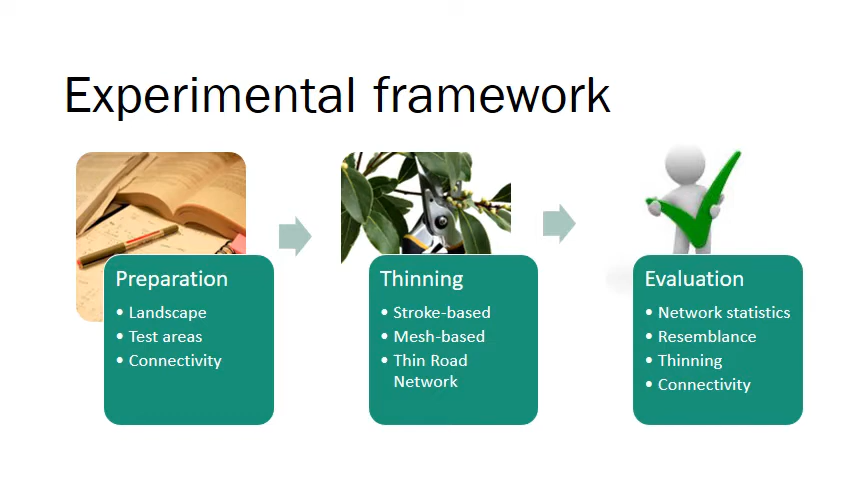 Experimental framework
Preparation
• Landscape
• Test areas
• Connectivity
Thinning
• Stroke-based
• Mesh-based
• Thin Road
Network
Evaluation
• Network statistics
• Resemblance
• Thinning
• Connectivity